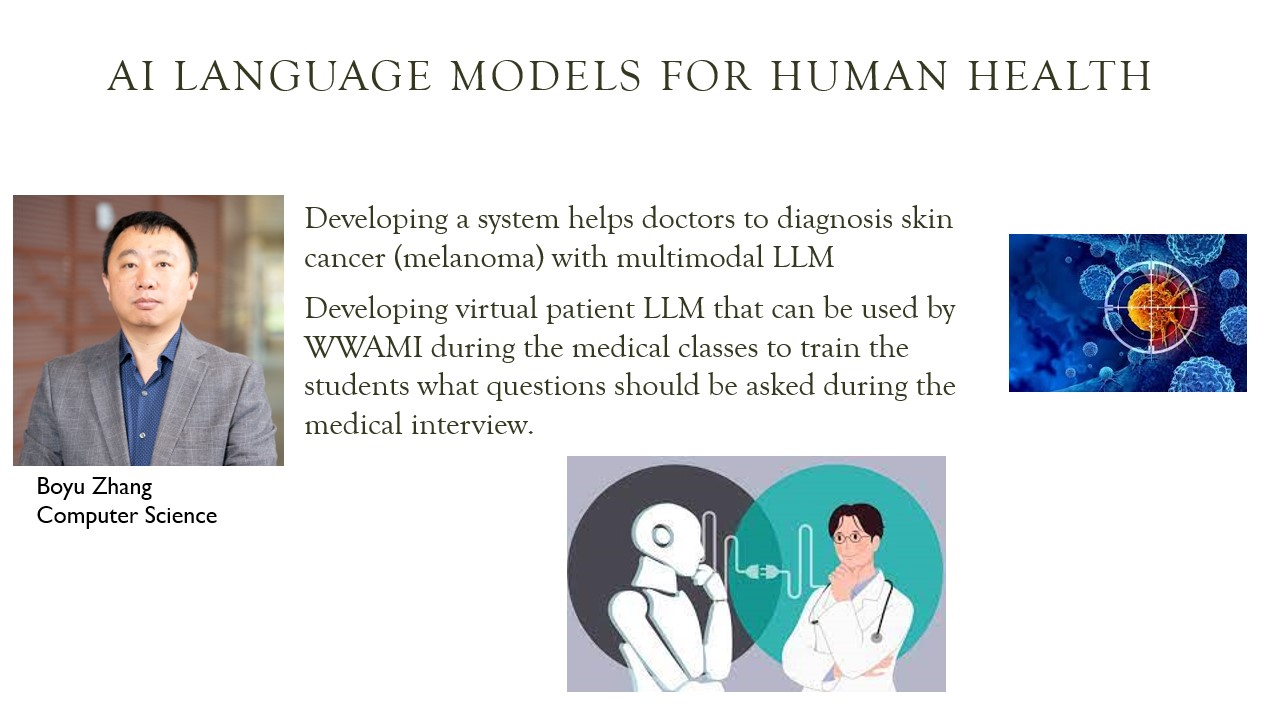 AI LANGUAGE MODELS FOR HUMAN HEALTH
Developing a system helps doctors to diagnosis skin
cancer (melanoma) with multimodal LLM
Developing virtual patient LLM that can be used by
WWAMI during the medical classes to train the
students what questions should be asked during the
medical interview.
Boyu Zhang
Computer Science